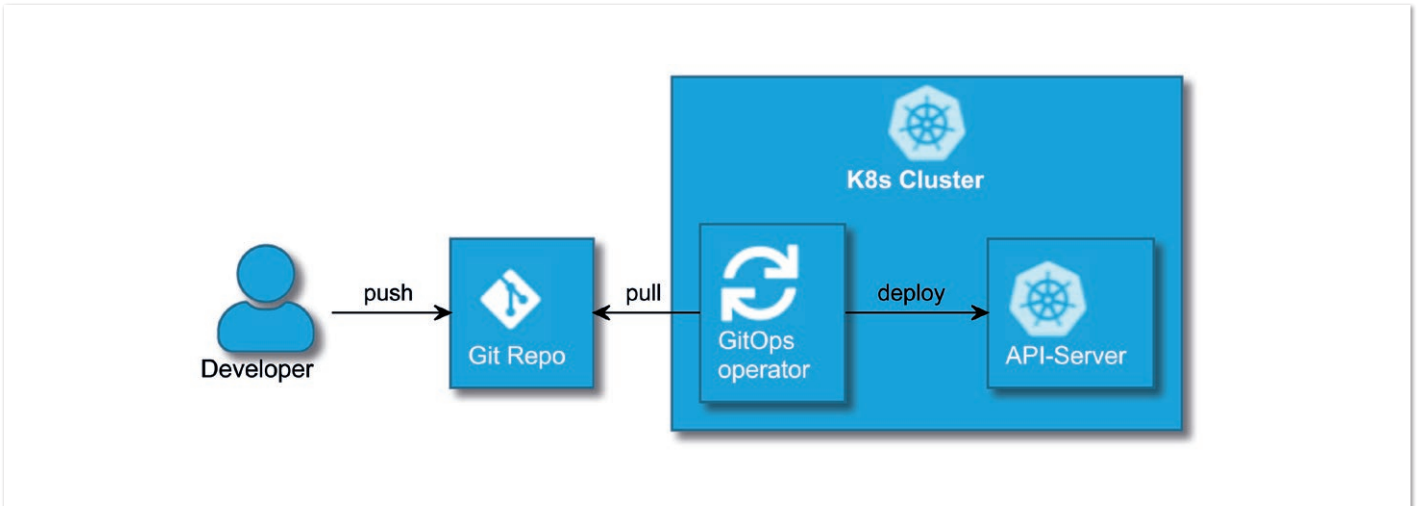 K8s Cluster
push
pull
deploy
Developer
Git Repo
GitOps
operator
API-Server